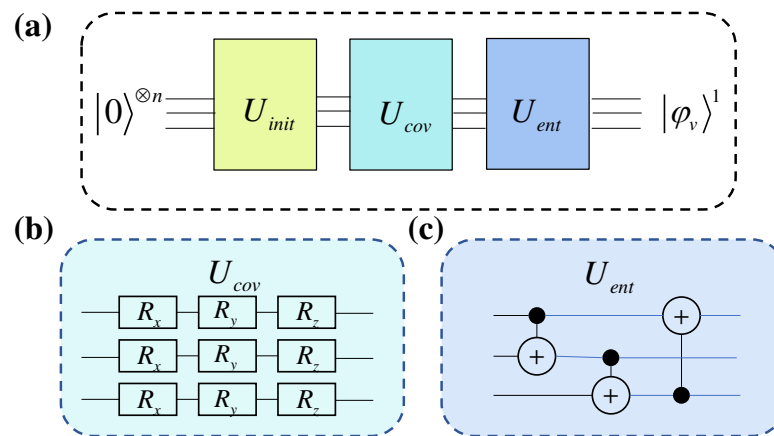 (a)
|0⟩^⊗n U_init U_cov U_ent |φ_v⟩^1
(b) (c)
U_cov U_ent
R_x R_y R_z
R_x R_y R_z
R_x R_y R_z